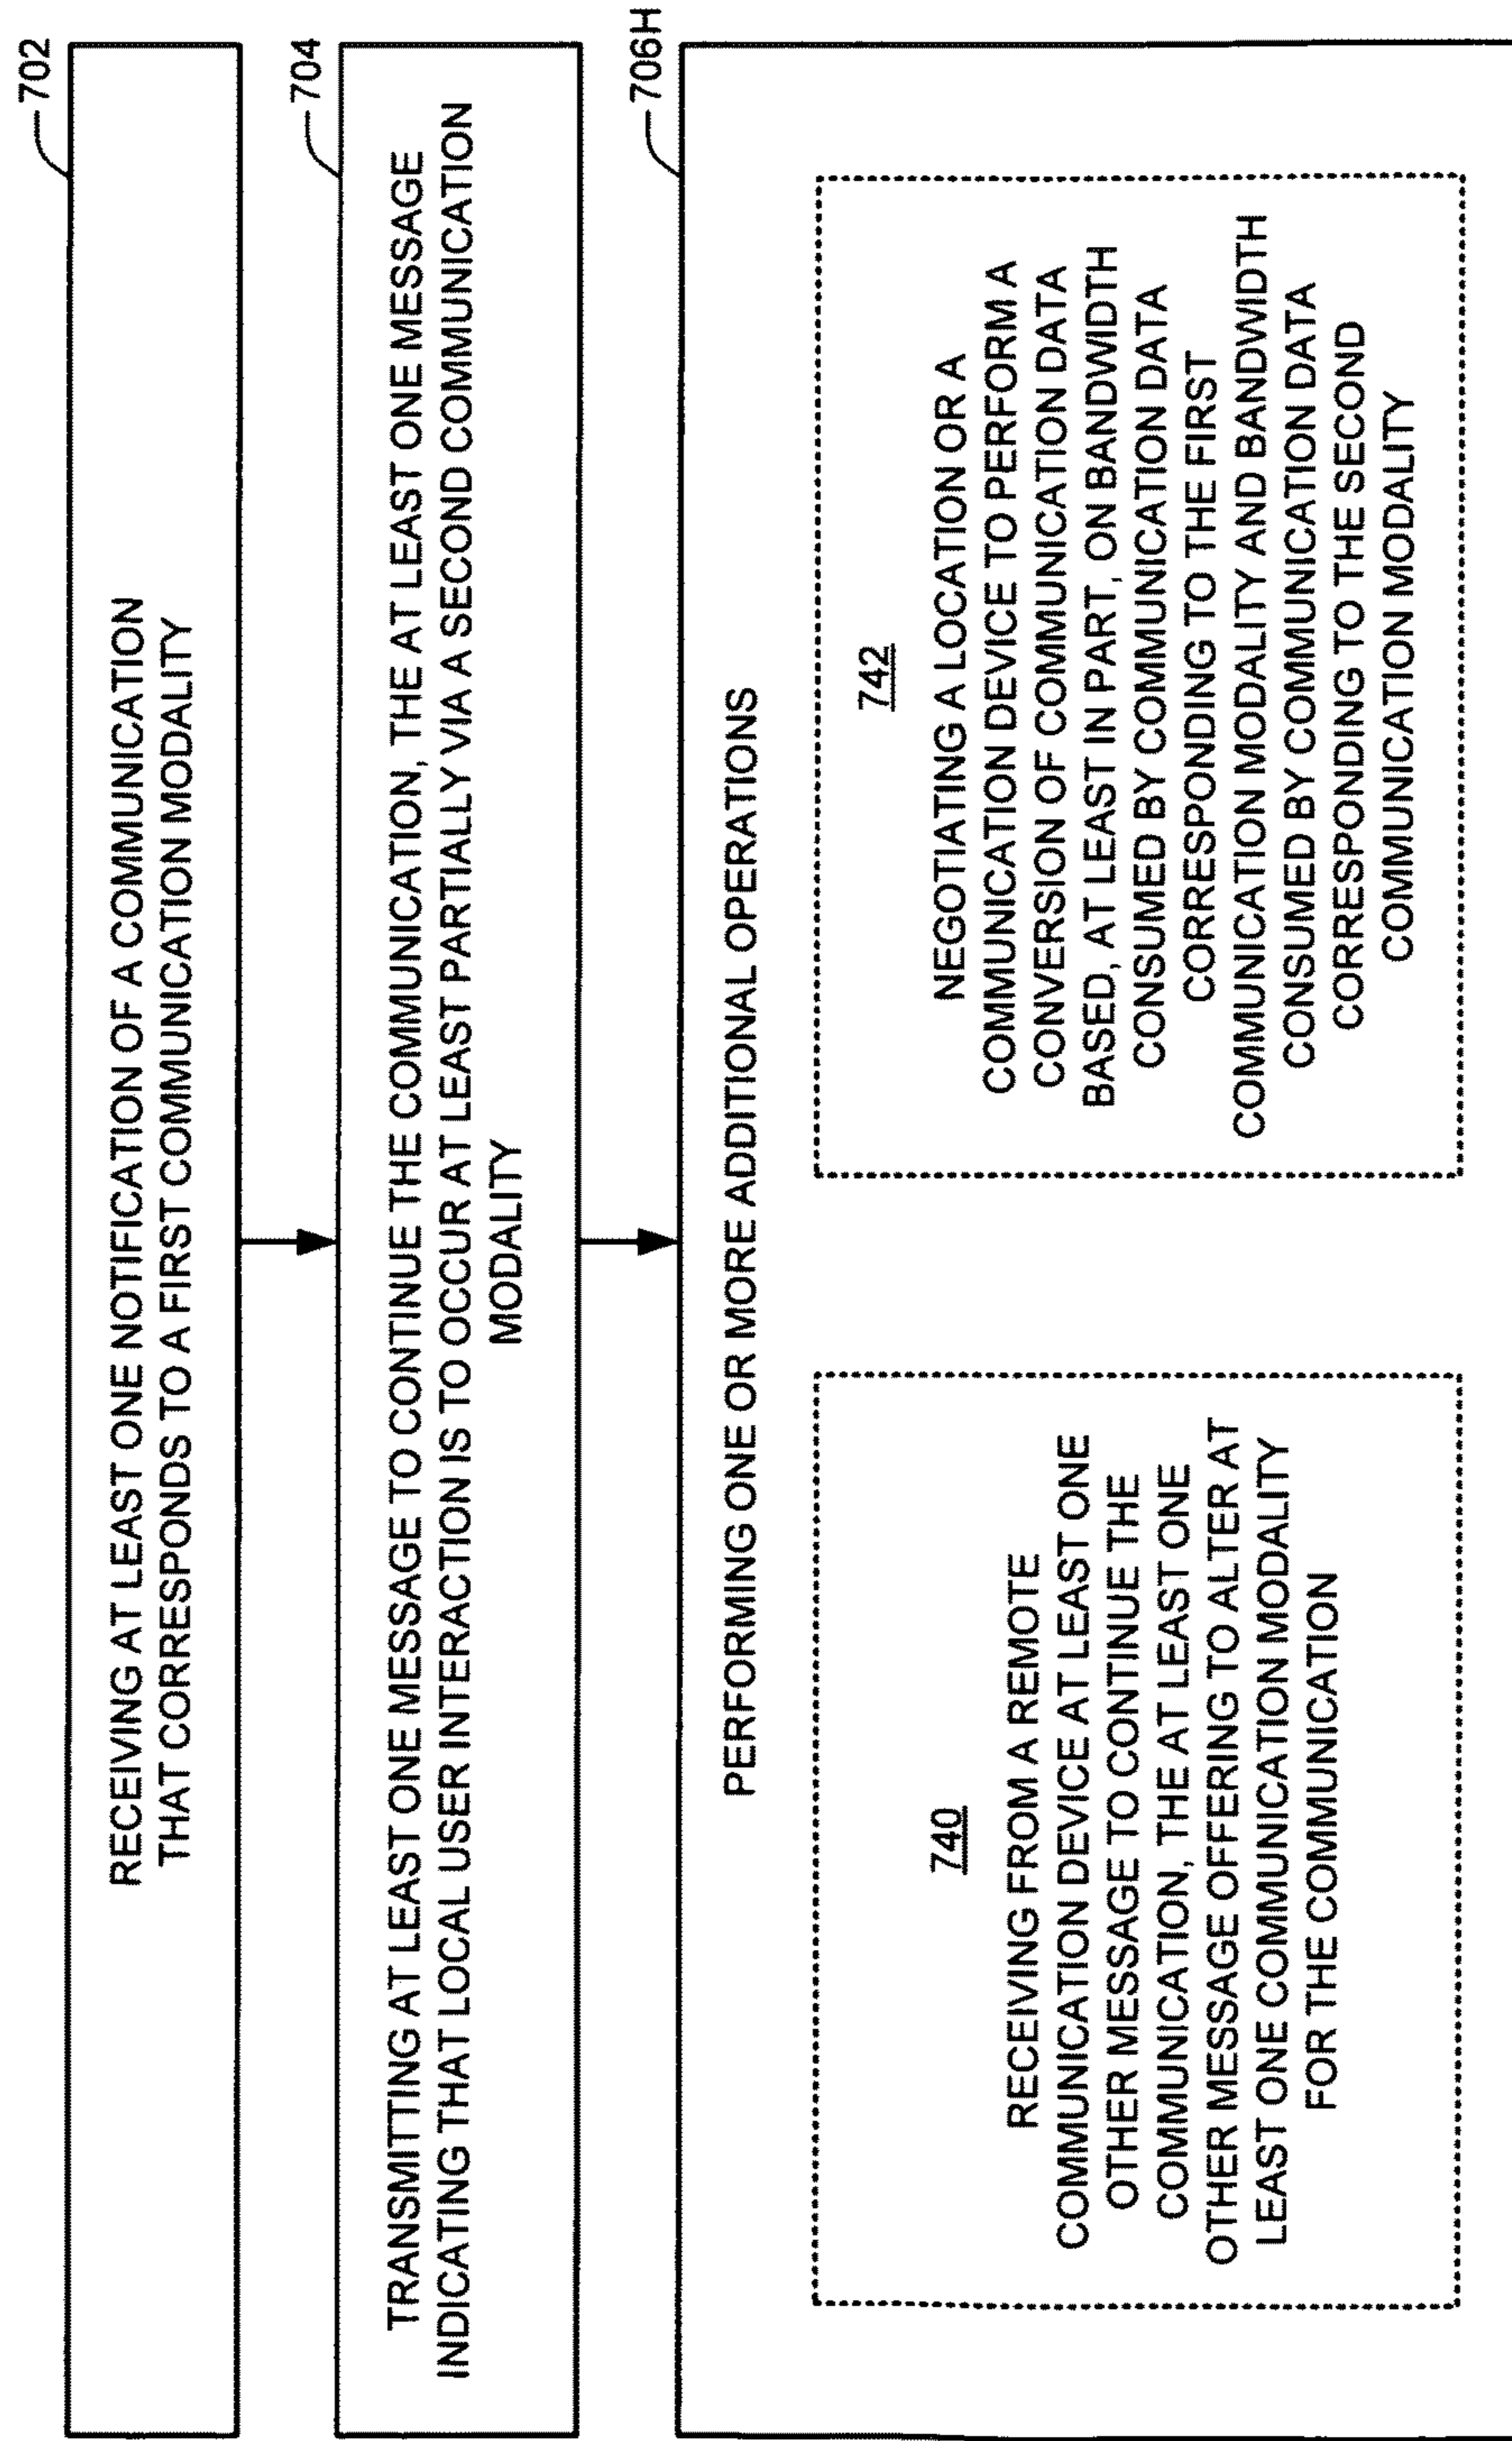 702
RECEIVING AT LEAST ONE NOTIFICATION OF A COMMUNICATION
THAT CORRESPONDS TO A FIRST COMMUNICATION MODALITY
704
TRANSMITTING AT LEAST ONE MESSAGE TO CONTINUE THE COMMUNICATION, THE AT LEAST ONE MESSAGE
INDICATING THAT LOCAL USER INTERACTION IS TO OCCUR AT LEAST PARTIALLY VIA A SECOND COMMUNICATION
MODALITY
706H
PERFORMING ONE OR MORE ADDITIONAL OPERATIONS
740
RECEIVING FROM A REMOTE
COMMUNICATION DEVICE AT LEAST ONE
OTHER MESSAGE TO CONTINUE THE
COMMUNICATION, THE AT LEAST ONE
OTHER MESSAGE OFFERING TO ALTER AT
LEAST ONE COMMUNICATION MODALITY
FOR THE COMMUNICATION
742
NEGOTIATING A LOCATION OR A
COMMUNICATION DEVICE TO PERFORM A
CONVERSION OF COMMUNICATION DATA
BASED, AT LEAST IN PART, ON BANDWIDTH
CONSUMED BY COMMUNICATION DATA
CORRESPONDING TO THE FIRST
COMMUNICATION MODALITY AND BANDWIDTH
CONSUMED BY COMMUNICATION DATA
CORRESPONDING TO THE SECOND
COMMUNICATION MODALITY